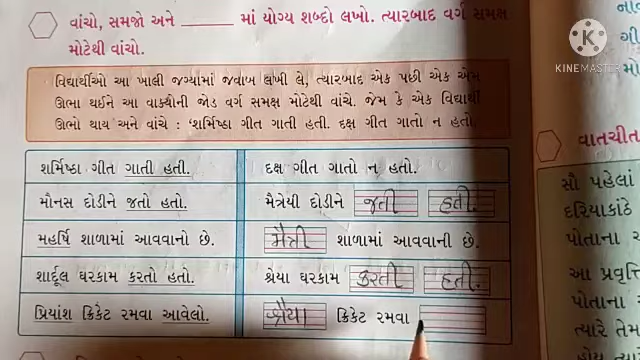 વાંચો, સમજો અને ______ માં યોગ્ય શબ્દો લખો. ત્યારબાદ વર્ગ સમક્ષ
મોટેથી વાંચો.
KINEMASTER
વિદ્યાર્થીઓ આ ખાલી જગ્યામાં જવાબ લખી લે, ત્યારબાદ એક પછી એક એમ
ઊભા થઈને આ વાક્યોની જોડ વર્ગ સમક્ષ મોટેથી વાંચે. જેમ કે એક વિદ્યાર્થી
ઊભો થાય અને વાંચે : 'શર્મિષ્ઠા ગીત ગાતી હતી. દક્ષ ગીત ગાતો ન હતો.
શર્મિષ્ઠા ગીત ગાતી હતી. દક્ષ ગીત ગાતો ન હતો.
મૌનસ દોડીને જતો હતો. મૈત્રેયી દોડીને જતી હતી.
મહર્ષિ શાળામાં આવવાનો છે. મૈત્રી શાળામાં આવવાની છે.
શાર્દૂલ ઘરકામ કરતો હતો. શ્રેયા ઘરકામ કરતી હતી.
પ્રિયાંશ ક્રિકેટ રમવા આવેલો. શ્રૈયા ક્રિકેટ રમવા
ગી
મો
વાતચીત
સૌ પહેલાં
દરિયાકાંઠે
પોતાના
આ પ્રવૃત્તિ
પોતાના
ત્યારે તેમ